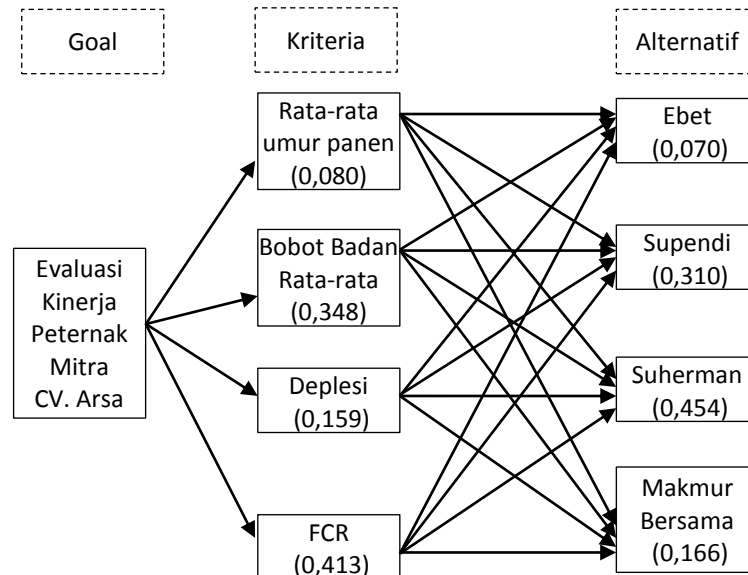 Goal
Kriteria
Alternatif
Rata-rata
umur panen
(0,080)
Bobot Badan
Rata-rata
(0,348)
Deplesi
(0,159)
FCR
(0,413)
Evaluasi
Kinerja
Peternak
Mitra
CV. Arsa
Ebet
(0,070)
Supendi
(0,310)
Suherman
(0,454)
Makmur
Bersama
(0,166)